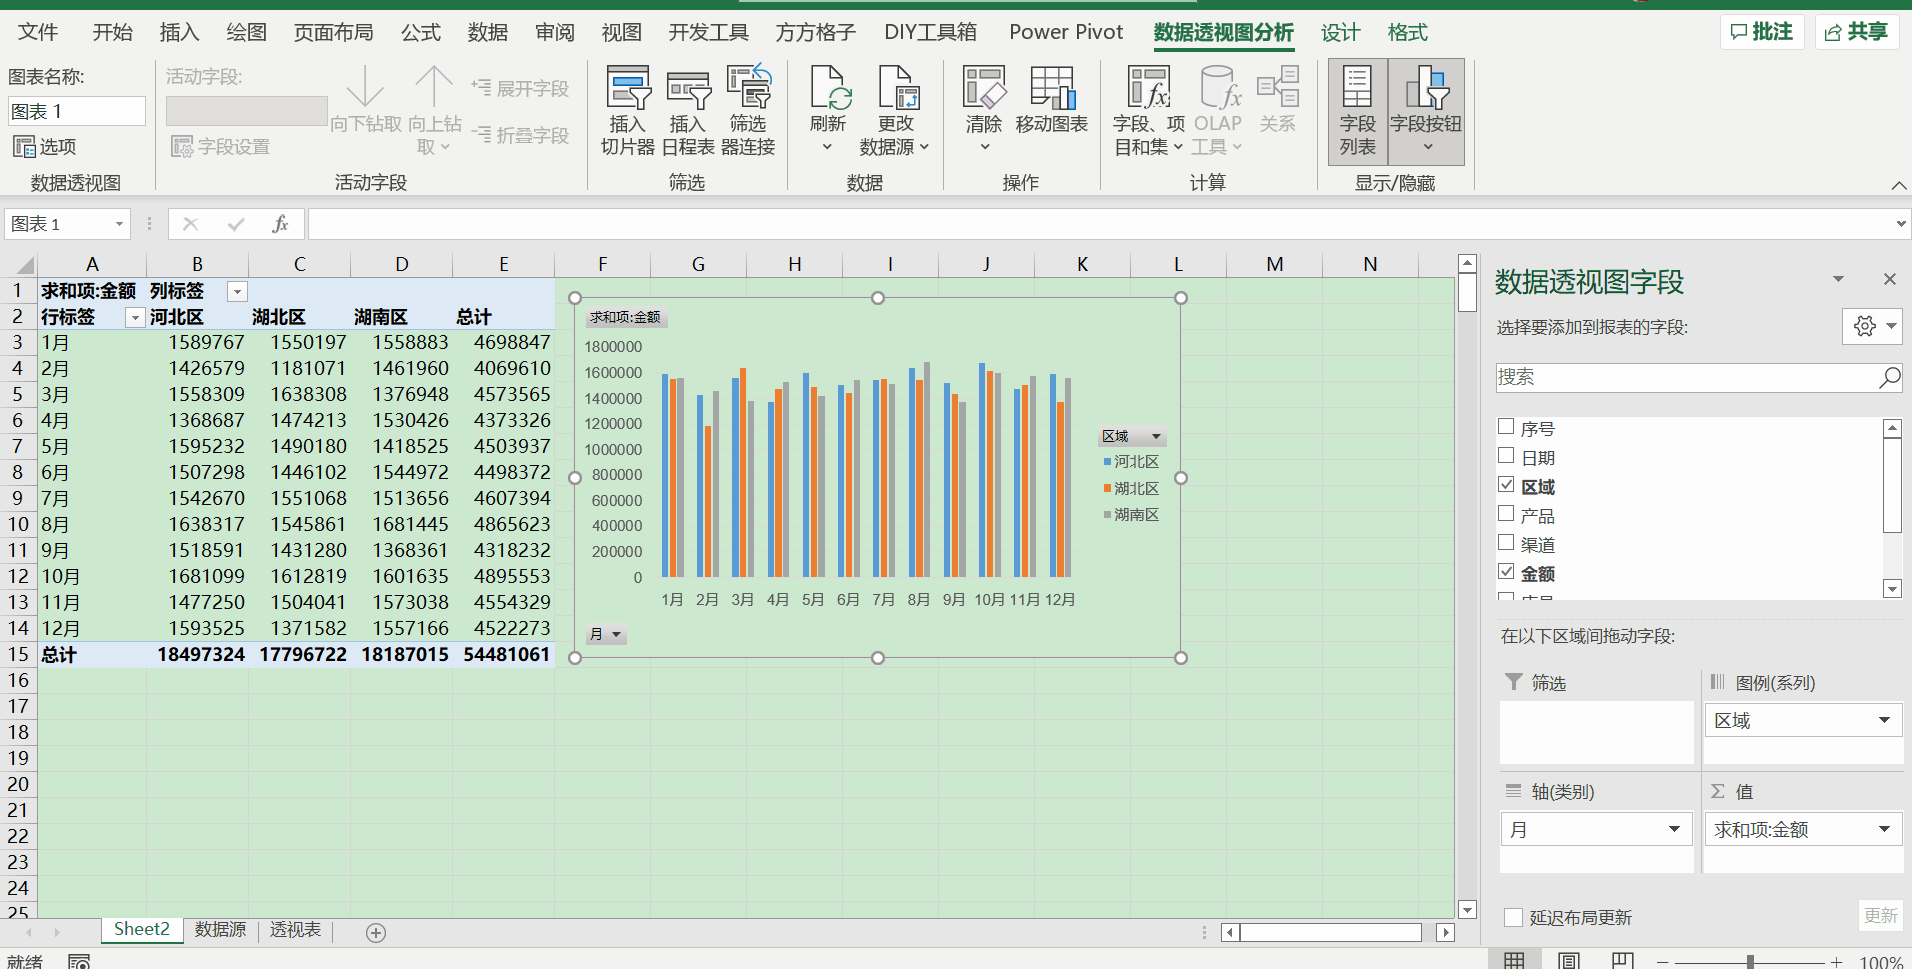 文件 开始 插入 绘图 页面布局 公式 数据 审阅 视图 开发工具 方方格子 DIY工具箱 Power Pivot 数据透视图分析 设计 格式 批注 共享
图表名称:
图表 1
选项
数据透视图
活动字段:
字段设置
向下钻取
向上钻取
展开字段
折叠字段
活动字段
插入切片器
插入日程表
筛选器连接
筛选
刷新
更改数据源
数据
清除
移动图表
操作
字段、项目和集
OLAP 工具
关系
计算
字段列表
字段按钮
显示/隐藏
图表 1
fx
A B C D E F G H I J K L M N
1 求和项:金额 列标签
2 行标签 河北区 湖北区 湖南区 总计
3 1月 1589767 1550197 1558883 4698847
4 2月 1426579 1181071 1461960 4069610
5 3月 1558309 1638308 1376948 4573565
6 4月 1368687 1474213 1530426 4373326
7 5月 1595232 1490180 1418525 4503937
8 6月 1507298 1446102 1544972 4498372
9 7月 1542670 1551068 1513656 4607394
10 8月 1638317 1545861 1681445 4865623
11 9月 1518591 1431280 1368361 4318232
12 10月 1681099 1612819 1601635 4895553
13 11月 1477250 1504041 1573038 4554329
14 12月 1593525 1371582 1557166 4522273
15 总计 18497324 17796722 18187015 54481061
16
17
18
19
20
21
22
23
24
25
求和项:金额
1800000
1600000
1400000
1200000
1000000
800000
600000
400000
200000
0
1月 2月 3月 4月 5月 6月 7月 8月 9月 10月 11月 12月
区域
河北区
湖北区
湖南区
月
数据透视图字段
选择要添加到报表的字段:
搜索
序号
日期
区域
产品
渠道
金额
在以下区域间拖动字段:
筛选
图例(系列)
区域
轴(类别)
月
Σ 值
求和项:金额
延迟布局更新
更新
Sheet2 数据源 透视表
就绪
100%